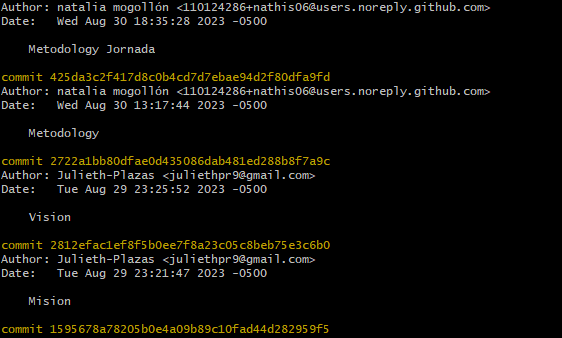 Author: natalia mogollón <110124286+nathis06@users.noreply.github.com>
Date:   Wed Aug 30 18:35:28 2023 -0500
    Metodology Jornada
commit 425da3c2f417d8c0b4cd7d7ebae94d2f80dfa9fd
Author: natalia mogollón <110124286+nathis06@users.noreply.github.com>
Date:   Wed Aug 30 13:17:44 2023 -0500
    Metodology
commit 2722a1bb80dfae0d435086dab481ed288b8f7a9c
Author: Julieth-Plazas <juliethpr9@gmail.com>
Date:   Tue Aug 29 23:25:52 2023 -0500
    Vision
commit 2812efac1ef8f5b0ee7f8a23c05c8beb75e3c6b0
Author: Julieth-Plazas <juliethpr9@gmail.com>
Date:   Tue Aug 29 23:21:47 2023 -0500
    Mision
commit 1595678a78205b0e4a09b89c10fad44d282959f5